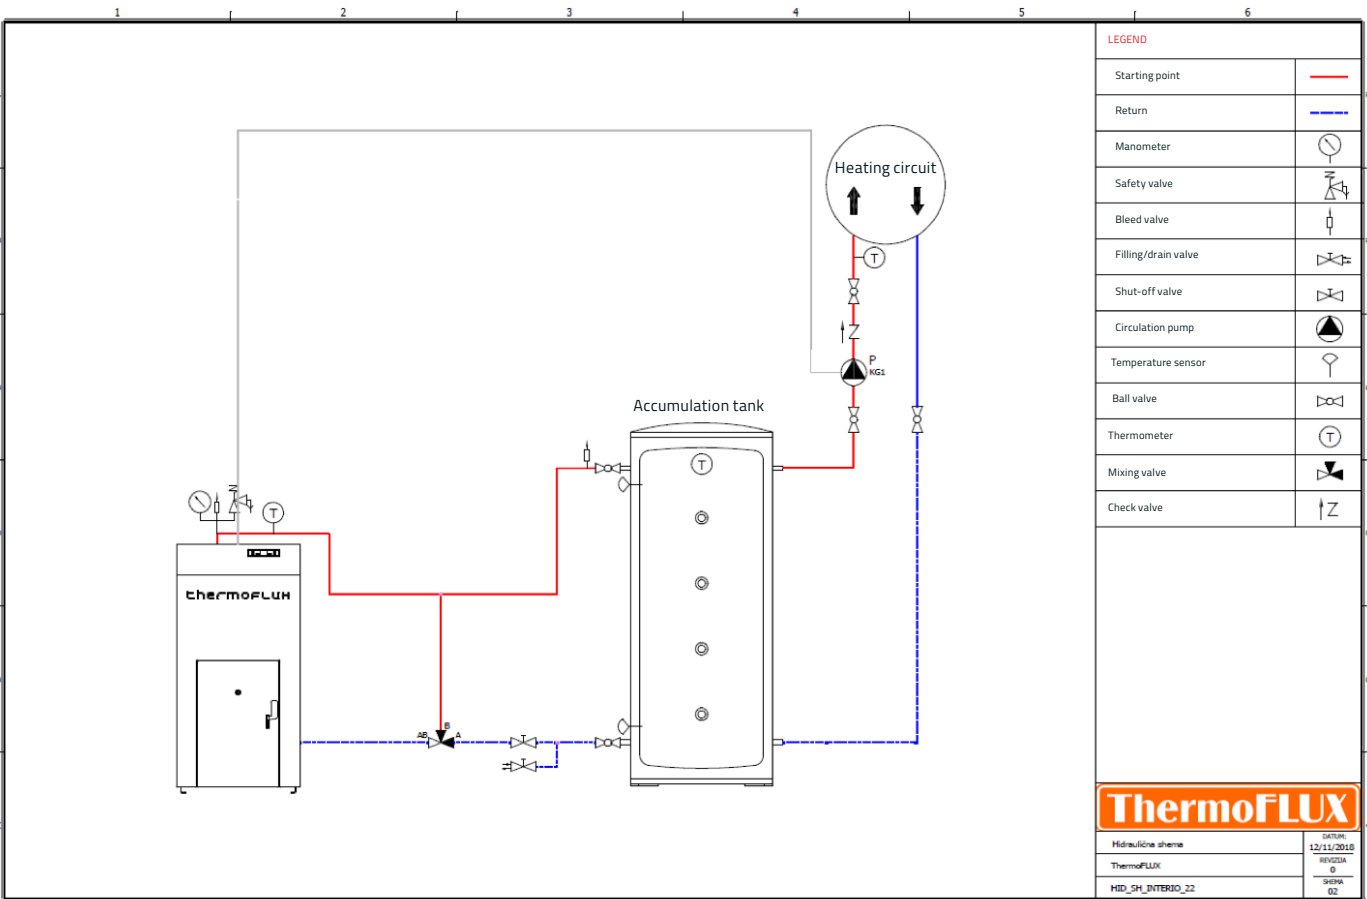 1 2 3 4 5 6
LEGEND
Starting point
Return
Manometer
Safety valve
Bleed valve
Filling/drain valve
Shut-off valve
Circulation pump
Temperature sensor
Ball valve
Thermometer
T
Mixing valve
Check valve
Z
Heating circuit
T
Z
P
KG1
Accumulation tank
T
N
T
thermoflux
B
AB A
ThermoFLUX
Hidraulična shema
ThermoFLUX
HID_SH_INTERIO_22
DATUM:
12/11/2018
REVIZIJA
0
SHEMA
02